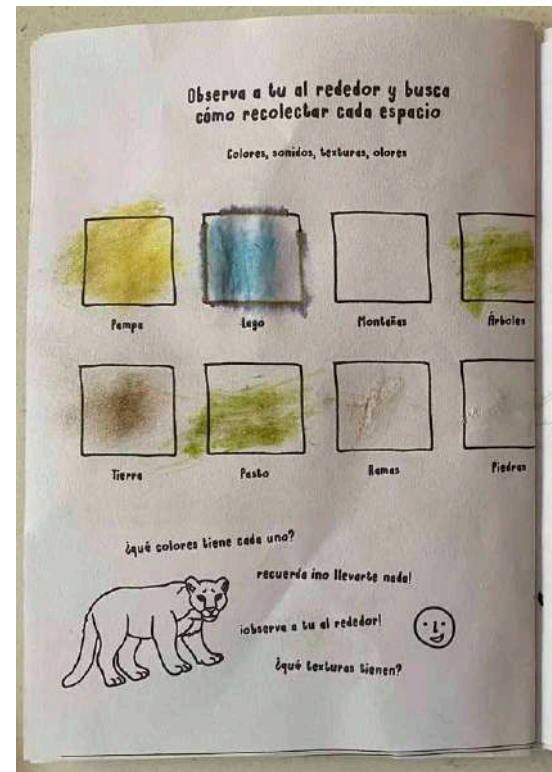 Observa a tu al rededor y busca
cómo recolectar cada espacio
Colores, sonidos, texturas, olores
Pampa Lago Montañas Árboles
Tierra Pasto Ramas Piedras
¿qué colores tiene cada uno?
recuerda ¡no llevarte nada!
¡observa a tu al rededor!
¿qué texturas tienen?